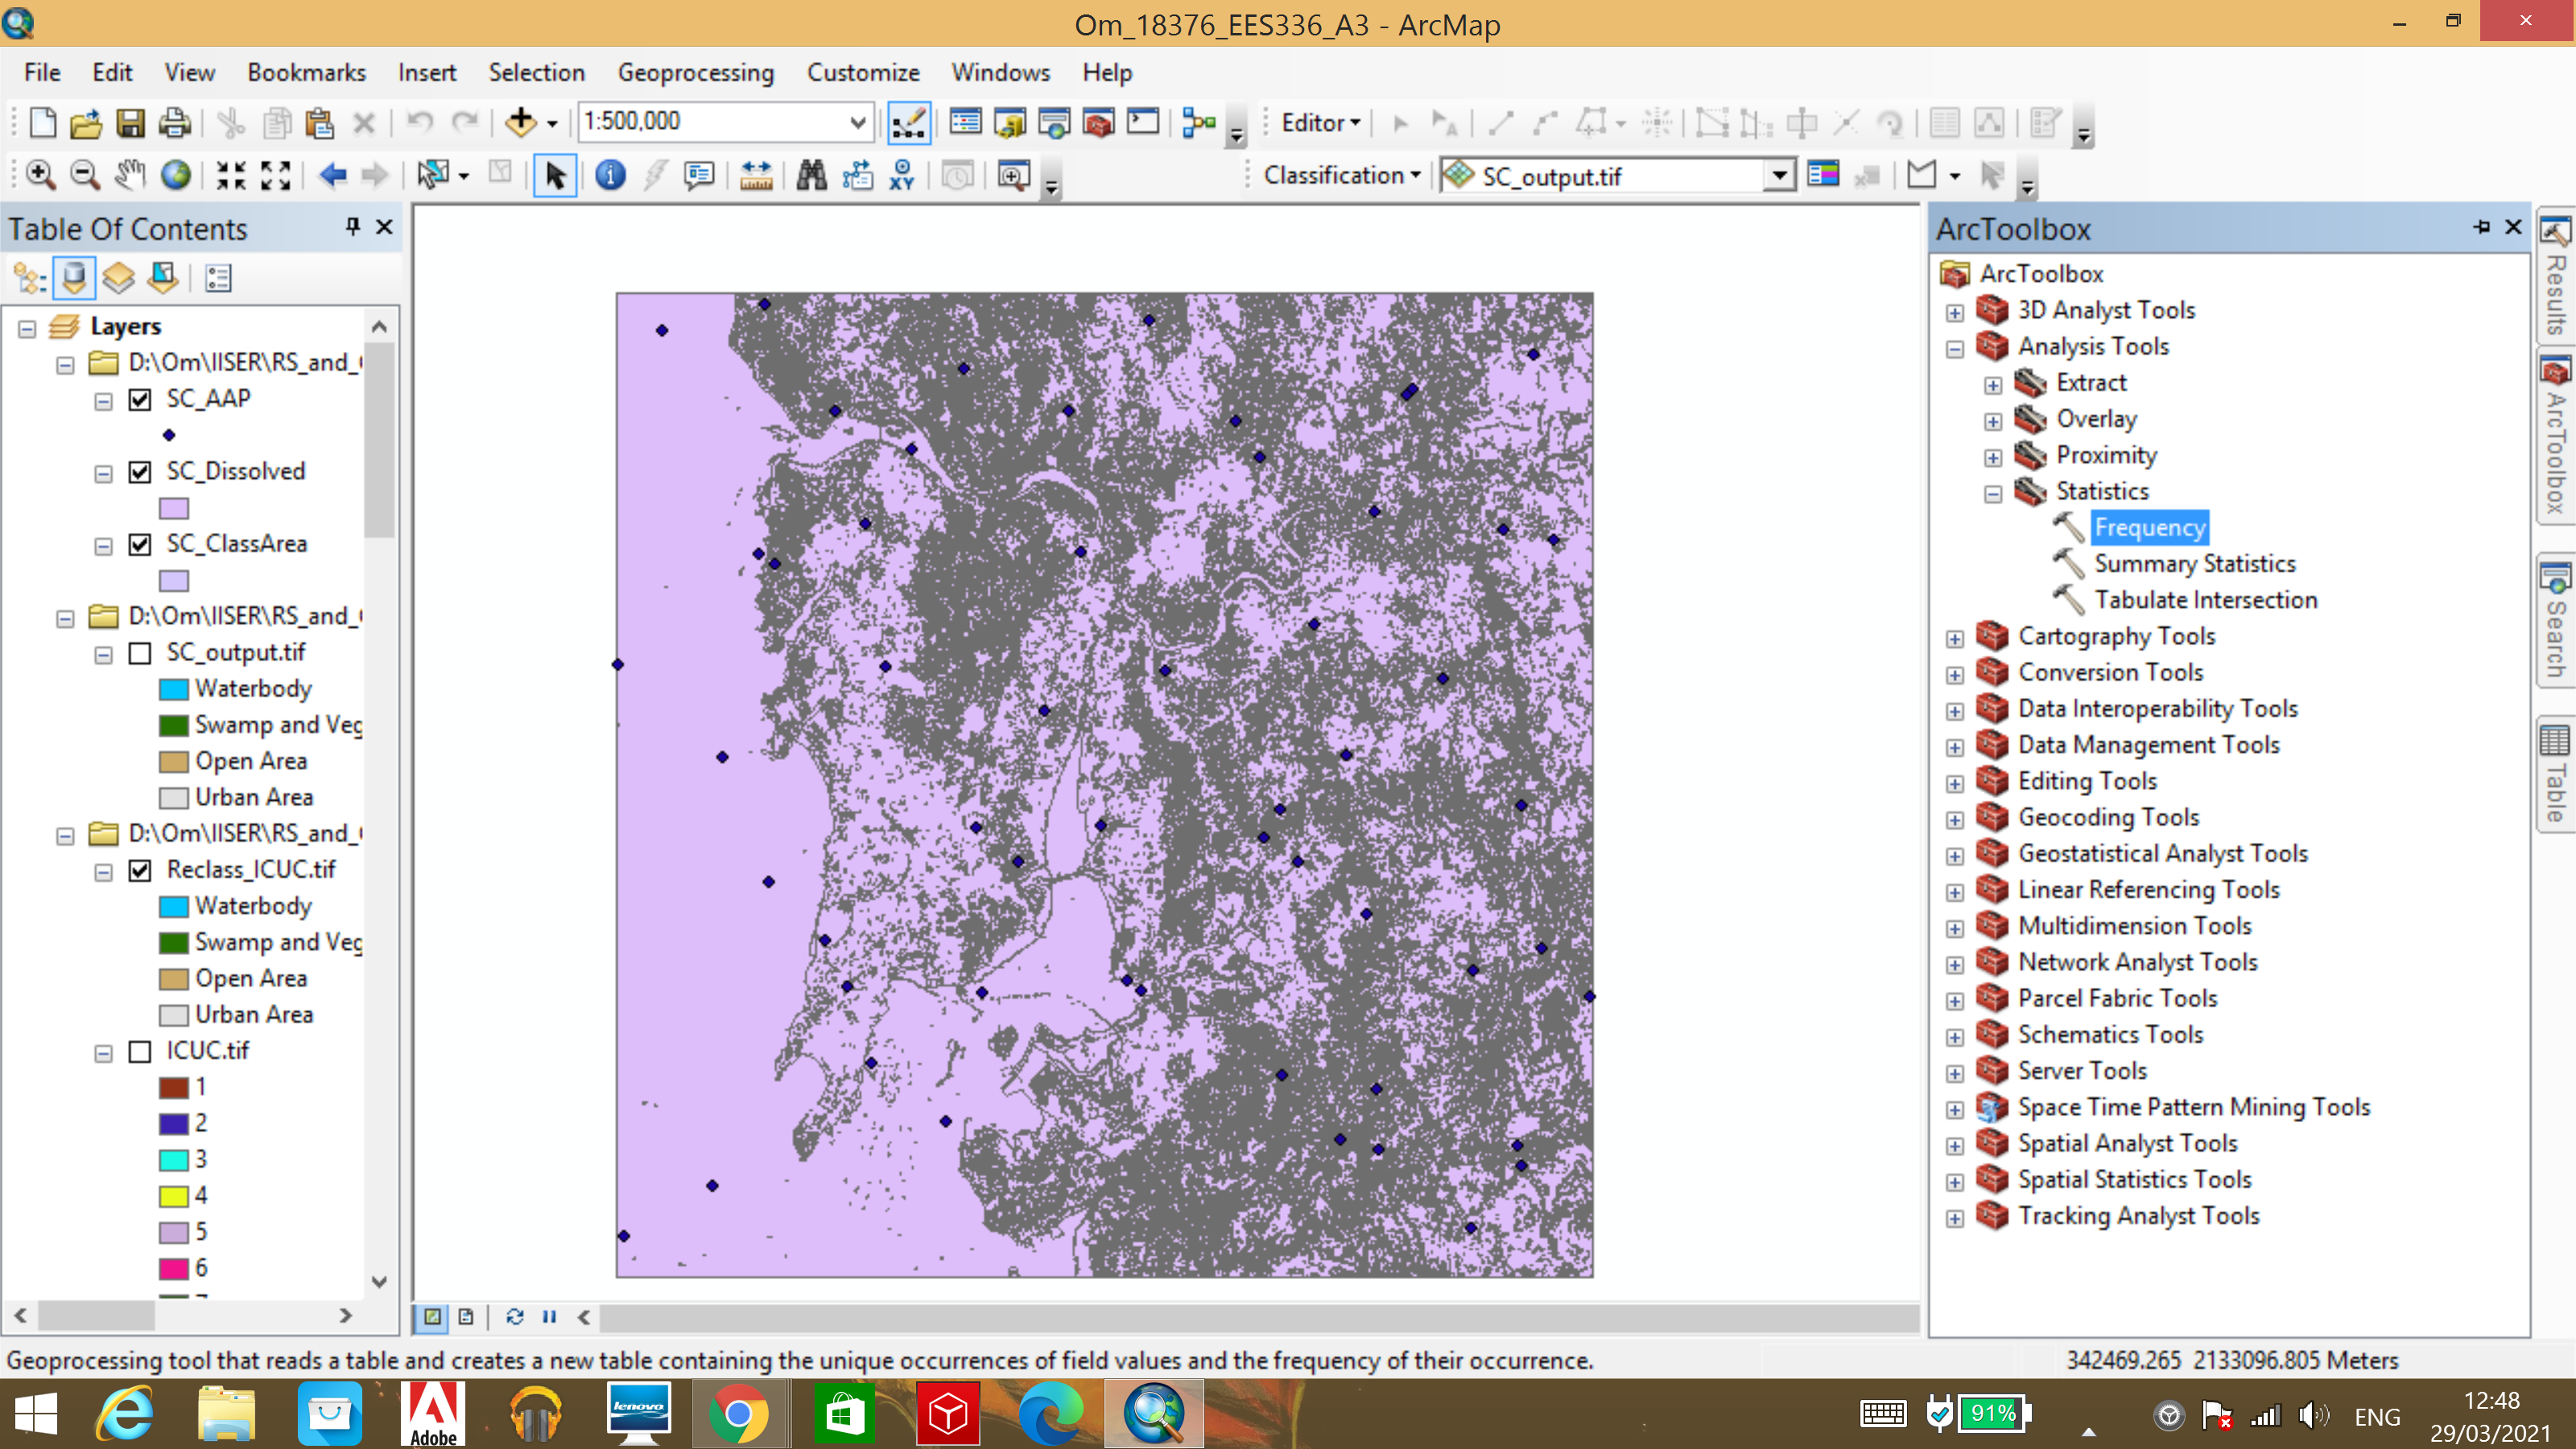 Om_18376_EES336_A3 - ArcMap
File Edit View Bookmarks Insert Selection Geoprocessing Customize Windows Help
1:500,000
Editor
Classification SC_output.tif
Table Of Contents
Layers
D:\Om\IISER\RS_and_
SC_AAP
SC_Dissolved
SC_ClassArea
D:\Om\IISER\RS_and_
SC_output.tif
Waterbody
Swamp and Veg
Open Area
Urban Area
D:\Om\IISER\RS_and_
Reclass_ICUC.tif
Waterbody
Swamp and Veg
Open Area
Urban Area
ICUC.tif
1
2
3
4
5
6
ArcToolbox
ArcToolbox
3D Analyst Tools
Analysis Tools
Extract
Overlay
Proximity
Statistics
Frequency
Summary Statistics
Tabulate Intersection
Cartography Tools
Conversion Tools
Data Interoperability Tools
Data Management Tools
Editing Tools
Geocoding Tools
Geostatistical Analyst Tools
Linear Referencing Tools
Multidimension Tools
Network Analyst Tools
Parcel Fabric Tools
Schematics Tools
Server Tools
Space Time Pattern Mining Tools
Spatial Analyst Tools
Spatial Statistics Tools
Tracking Analyst Tools
Results
ArcToolbox
Search
Table
Geoprocessing tool that reads a table and creates a new table containing the unique occurrences of field values and the frequency of their occurrence.
342469.265 2133096.805 Meters
Adobe
lenovo
91%
ENG
12:48
29/03/2021